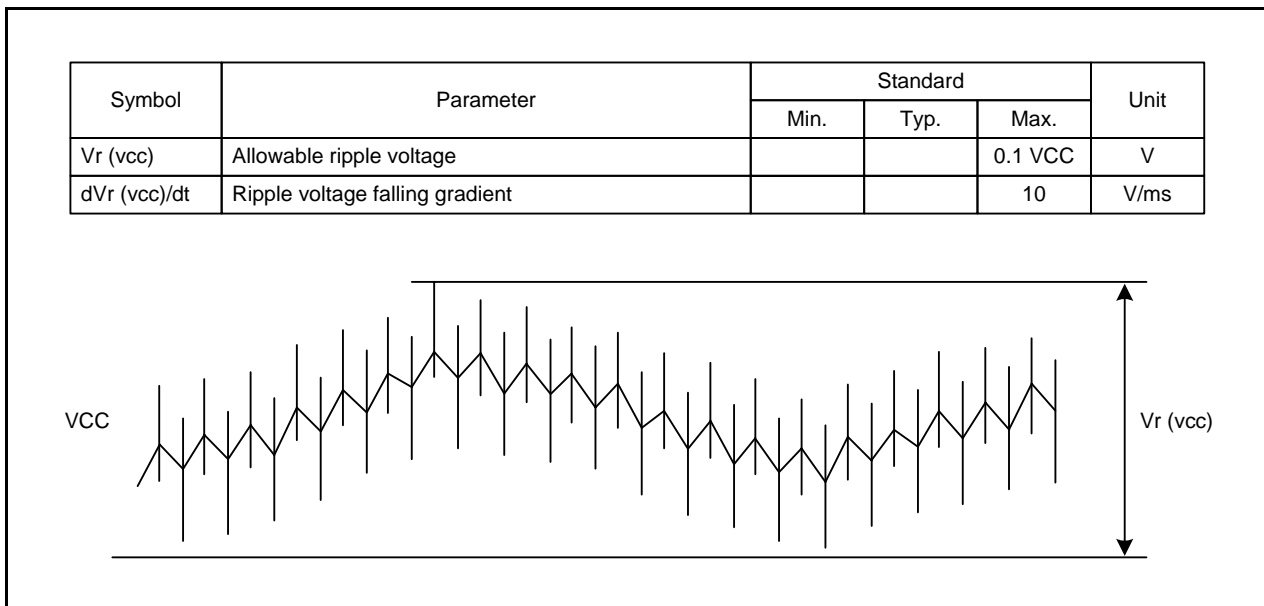 Symbol Parameter Standard Unit
Min. Typ. Max.
Vr (vcc) Allowable ripple voltage 0.1 VCC V
dVr (vcc)/dt Ripple voltage falling gradient 10 V/ms
VCC
Vr (vcc)